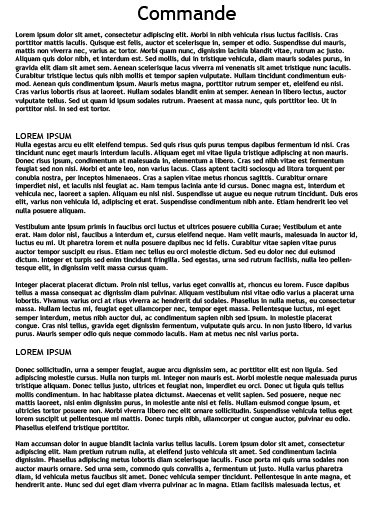 Commande
Lorem ipsum dolor sit amet, consectetur adipiscing elit. Morbi in nibh vehicula risus luctus facilisis. Cras
porttitor mattis iaculis. Quisque est felis, auctor et scelerisque in, semper et odio. Suspendisse dui mauris,
mattis non viverra nec, varius ac tortor. Morbi quam nunc, dignissim lacinia blandit vitae, rutrum ac justo.
Aliquam quis dolor nibh, et interdum est. Sed mollis, dui in tristique vehicula, diam mauris sodales purus, in
gravida elit diam sit amet sem. Aenean scelerisque lacus viverra mi venenatis sit amet tristique nunc iaculis.
Curabitur tristique lectus quis nibh mollis et tempor sapien vulputate. Nullam tincidunt condimentum euis-
mod. Aenean quis condimentum ipsum. Mauris metus magna, porttitor rutrum semper et, eleifend eu nisi.
Cras varius lobortis risus at laoreet. Nullam sodales blandit enim at semper. Aenean in libero lectus, auctor
vulputate tellus. Sed ut quam id ipsum sodales rutrum. Praesent at massa nunc, quis porttitor leo. Ut in
porttitor nisl. In sed est tortor.
LOREM IPSUM
Nulla egestas arcu eu elit eleifend tempus. Sed quis risus quis purus tempus dapibus fermentum id nisi. Cras
tincidunt nunc eget mauris interdum iaculis. Aliquam eget mi vitae ligula tristique adipiscing at non mauris.
Donec risus ipsum, condimentum at malesuada in, elementum a libero. Cras sed nibh vitae est fermentum
feugiat sed non nisi. Morbi et ante leo, non varius lacus. Class aptent taciti sociosqu ad litora torquent per
conubia nostra, per inceptos himenaeos. Cras a sapien vitae metus rhoncus sagittis. Curabitur ornare
imperdiet nisl, et iaculis nisl feugiat ac. Nam tempus lacinia ante id cursus. Donec magna est, interdum et
vehicula nec, laoreet a sapien. Aliquam eu nisi nisi. Suspendisse ut augue eu neque rutrum tincidunt. Duis eros
elit, varius non vehicula id, adipiscing et erat. Suspendisse condimentum nibh ante. Etiam hendrerit leo vel
nulla posuere aliquam.
Vestibulum ante ipsum primis in faucibus orci luctus et ultrices posuere cubilia Curae; Vestibulum et ante
erat. Nam dolor nisi, faucibus a interdum et, cursus eleifend neque. Nam velit mauris, malesuada in auctor id,
luctus eu mi. Ut pharetra lorem et nulla posuere dapibus nec id felis. Curabitur vitae sapien vitae purus
auctor tempor suscipit eu risus. Etiam nec tellus eu orci molestie dictum. Sed eu dolor nec dui euismod
dictum. Integer et turpis sed enim tincidunt fringilla. Sed egestas, urna sed rutrum facilisis, nulla leo pellen-
tesque elit, in dignissim velit massa cursus quam.
Integer placerat placerat dictum. Proin nisi tellus, varius eget convallis at, rhoncus eu lorem. Fusce dapibus
tellus a massa consequat ac dignissim diam pulvinar. Aliquam vestibulum nisl vitae odio varius a placerat urna
lobortis. Vivamus varius orci at risus viverra ac hendrerit dui sodales. Phasellus in nulla metus, eu consectetur
massa. Nullam lectus mi, feugiat eget ullamcorper nec, tempor eget massa. Pellentesque luctus, mi eget
semper interdum, metus nibh auctor dui, ac condimentum sapien nibh sed ipsum. In molestie placerat
congue. Cras nisl tellus, gravida eget dignissim fermentum, vulputate quis arcu. In non justo libero, id varius
purus. Mauris semper odio quis neque commodo iaculis. Nam at metus nec nisi varius porta.
LOREM IPSUM
Donec sollicitudin, urna a semper feugiat, augue arcu dignissim sem, ac porttitor elit est non ligula. Sed
adipiscing molestie cursus. Nulla non turpis mi. Integer non mauris est. Morbi molestie neque malesuada purus
tristique aliquam. Donec tellus justo, ultrices et feugiat non, imperdiet eu orci. Donec ut ligula quis tellus
mollis condimentum. In hac habitasse platea dictumst. Maecenas et velit sapien. Sed posuere, neque nec
mattis laoreet, nisi enim dignissim purus, in molestie ante nisl et felis. Nullam euismod congue ipsum, et
ultricies tortor posuere non. Morbi viverra libero nec elit ornare sollicitudin. Suspendisse vehicula tellus eget
lorem suscipit ut pellentesque mi mattis. Donec turpis nibh, ullamcorper ut congue auctor, pulvinar eu odio.
Phasellus eleifend tristique porttitor.
Nam accumsan dolor in augue blandit lacinia varius tellus iaculis. Lorem ipsum dolor sit amet, consectetur
adipiscing elit. Nam pretium rutrum nulla, at eleifend justo vehicula sit amet. Sed condimentum lacinia
dignissim. Phasellus adipiscing metus lobortis diam scelerisque iaculis. Fusce porta mi quis urna sodales non
auctor mauris ornare. Sed urna sem, commodo quis convallis a, fermentum ut justo. Nulla varius pharetra
diam, id vehicula metus faucibus sit amet. Donec vestibulum ligula dictum. Pellentesque in ante magna, et
hendrerit ante. Nunc sed dui eget diam viverra pulvinar ac in magna. Etiam facilisis malesuada lectus, et